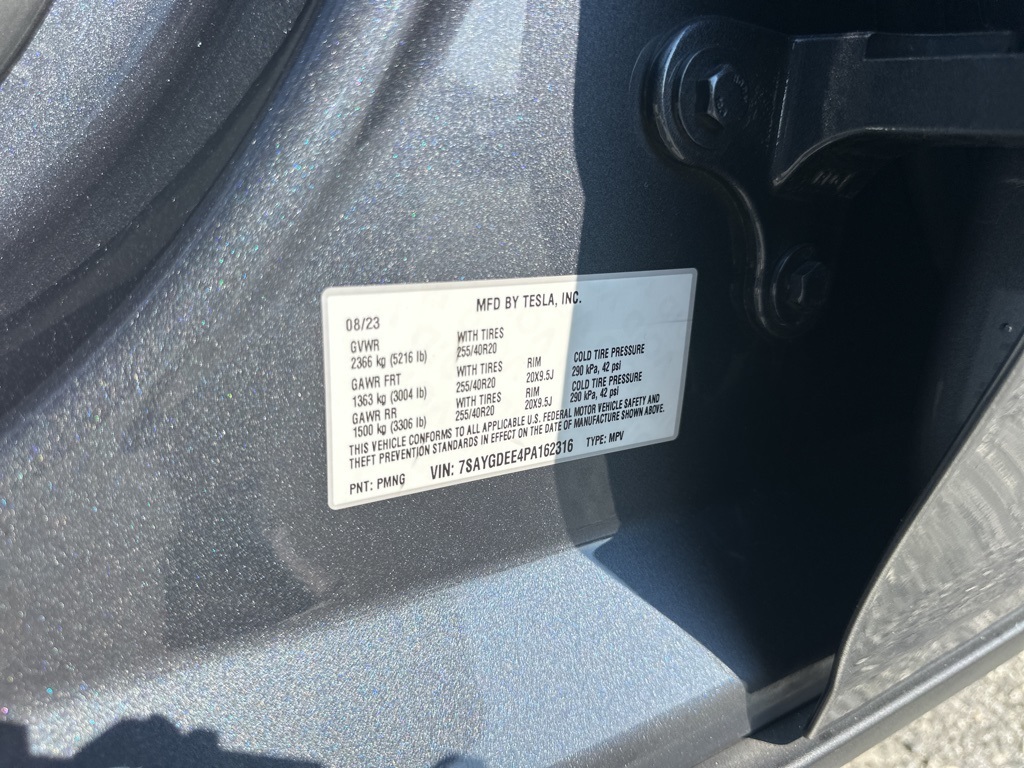 MFD BY TESLA, INC.
08/23
GVWR WITH TIRES
2366 kg (5216 lb) 255/40R20
GAWR FRT WITH TIRES RIM COLD TIRE PRESSURE
1363 kg (3004 lb) 255/40R20 20X9.5J 290 kPa, 42 psi
GAWR RR WITH TIRES RIM COLD TIRE PRESSURE
1500 kg (3306 lb) 255/40R20 20X9.5J 290 kPa, 42 psi
THIS VEHICLE CONFORMS TO ALL APPLICABLE U.S. FEDERAL MOTOR VEHICLE SAFETY AND
THEFT PREVENTION STANDARDS IN EFFECT ON THE DATE OF MANUFACTURE SHOWN ABOVE.
PNT: PMNG VIN: 7SAYGDEE4PA162316 TYPE: MPV